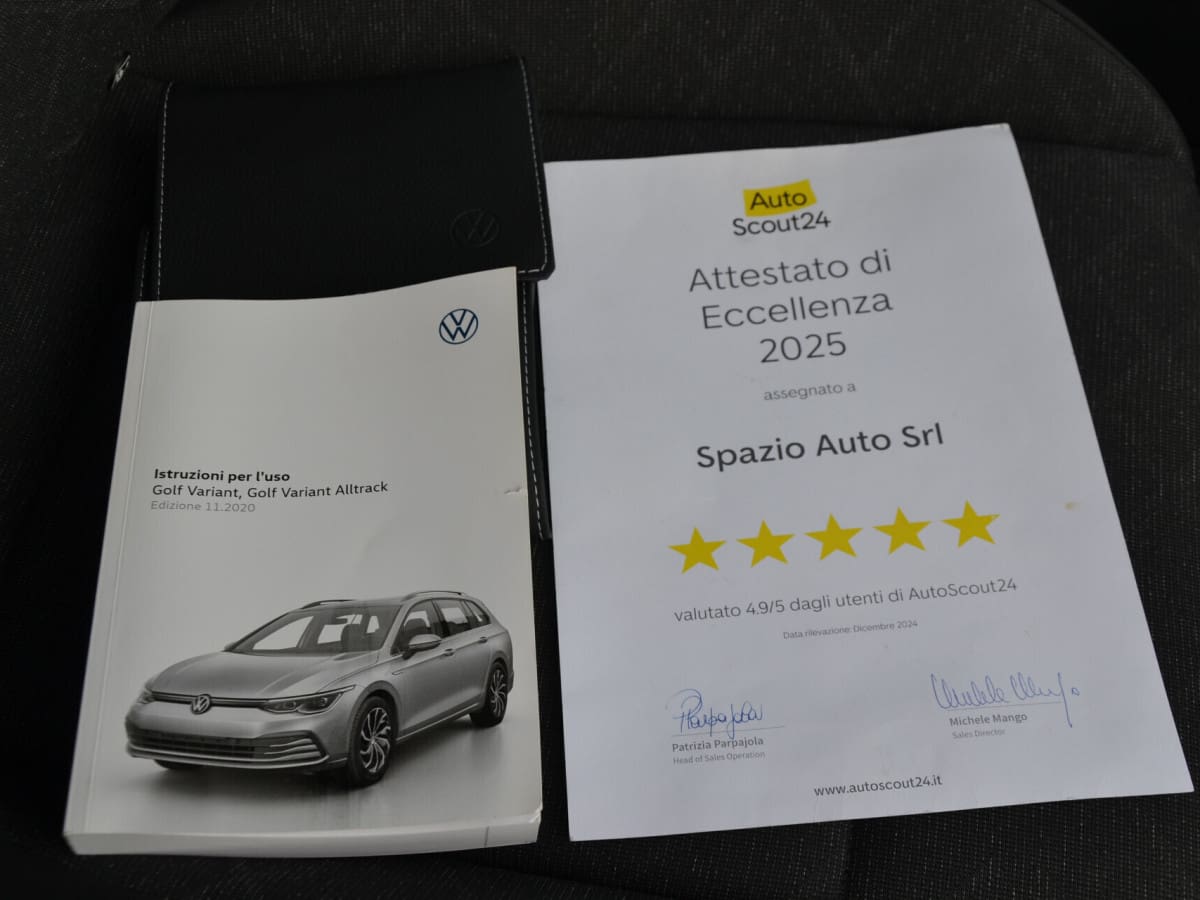 Istruzioni per l'uso
Golf Variant, Golf Variant Alltrack
Edizione 11.2020
Auto
Scout24
Attestato di
Eccellenza
2025
assegnato a
Spazio Auto Srl
valutato 4.9/5 dagli utenti di AutoScout24
Data rilevazione: Dicembre 2024
Patrizia Parpajola
Head of Sales Operation
Michele Mango
Sales Director
www.autoscout24.it